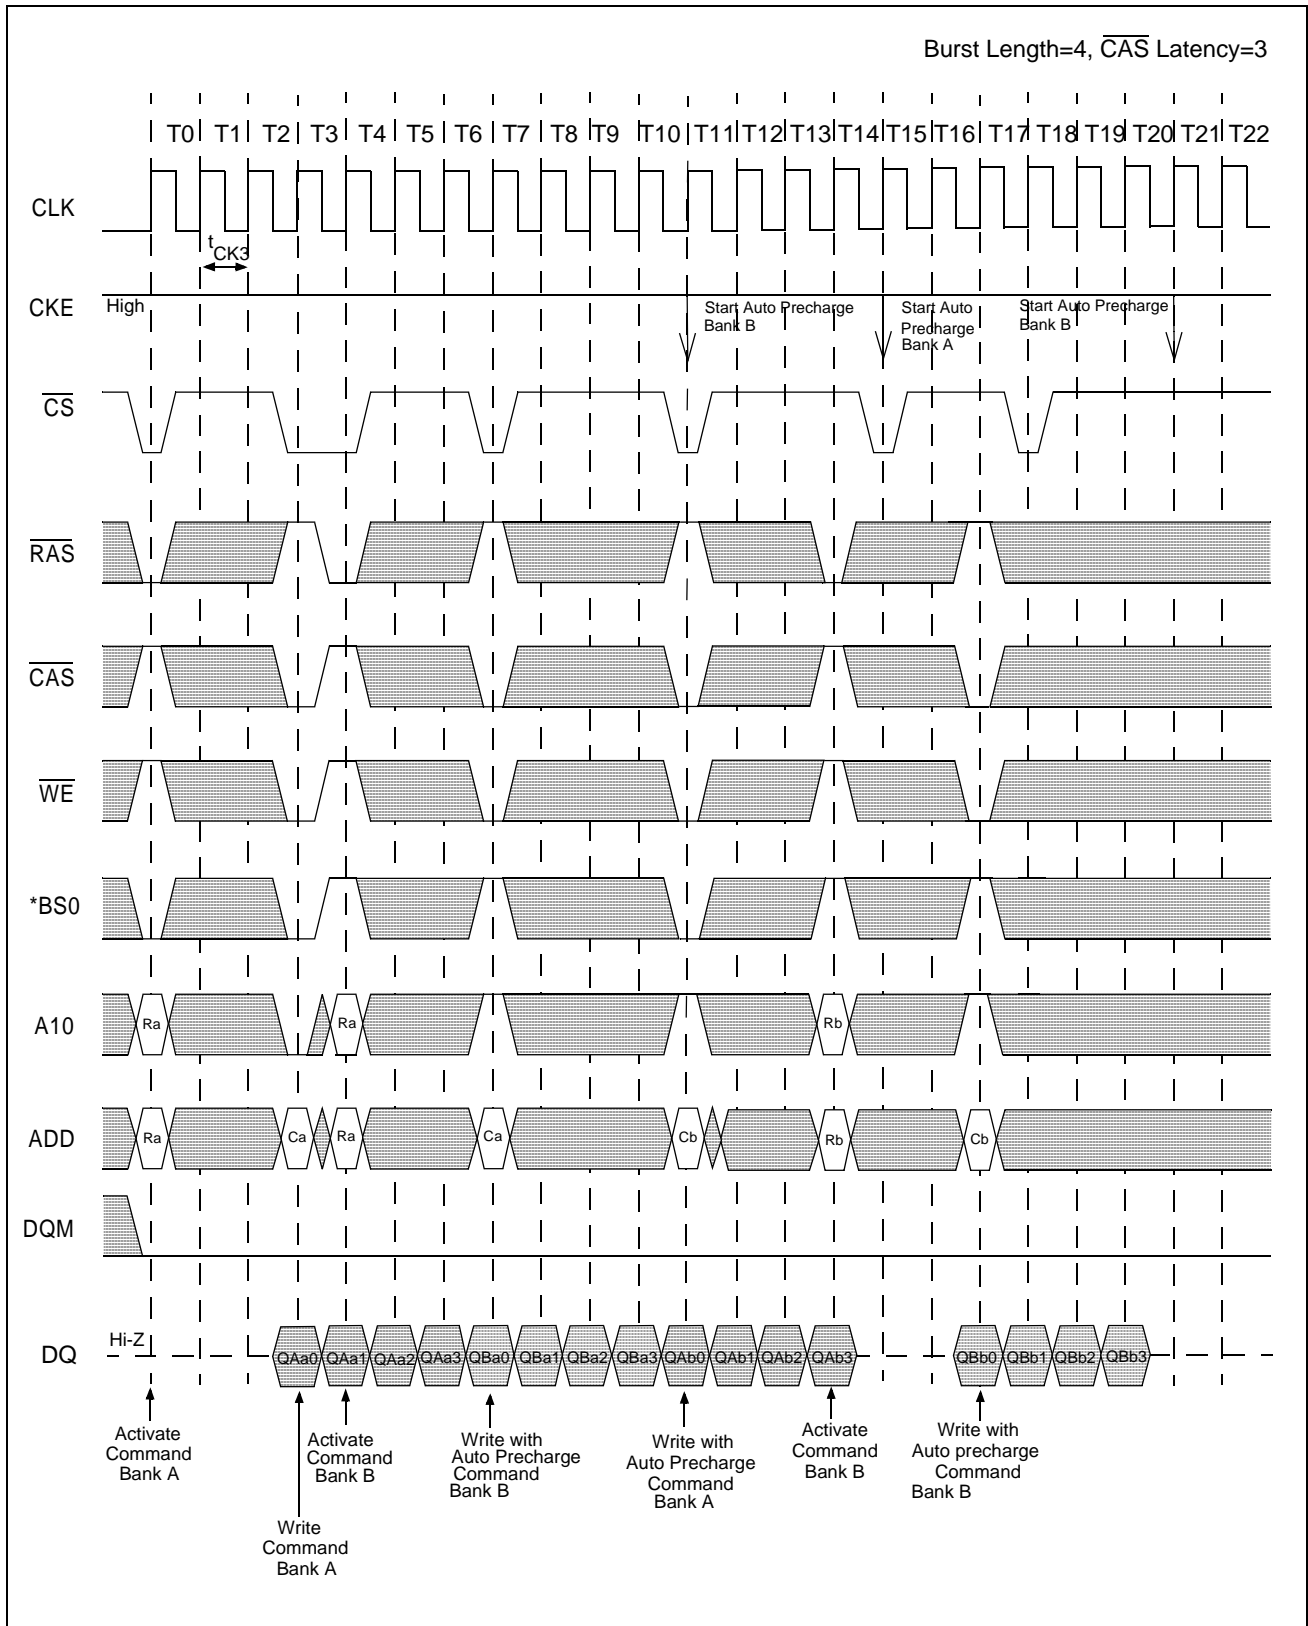 Burst Length=4, CAS Latency=3
T0 T1 T2 T3 T4 T5 T6 T7 T8 T9 T10 T11 T12 T13 T14 T15 T16 T17 T18 T19 T20 T21 T22
CLK
tCK3
CKE
High
Start Auto Precharge
Bank B
Start Auto
Precharge
Bank A
Start Auto Precharge
Bank B
CS
RAS
CAS
WE
*BS0
A10
Ra Ra Rb
ADD
Ra Ca Ra Ca Cb Rb Cb
DQM
DQ
Hi-Z
QAa0 QAa1 QAa2 QAa3 QBa0 QBa1 QBa2 QBa3 QAb0 QAb1 QAb2 QAb3 QBb0 QBb1 QBb2 QBb3
Activate
Command
Bank A
Write
Command
Bank A
Activate
Command
Bank B
Write with
Auto Precharge
Command
Bank B
Write with
Auto Precharge
Command
Bank A
Activate
Command
Bank B
Write with
Auto precharge
Command
Bank B